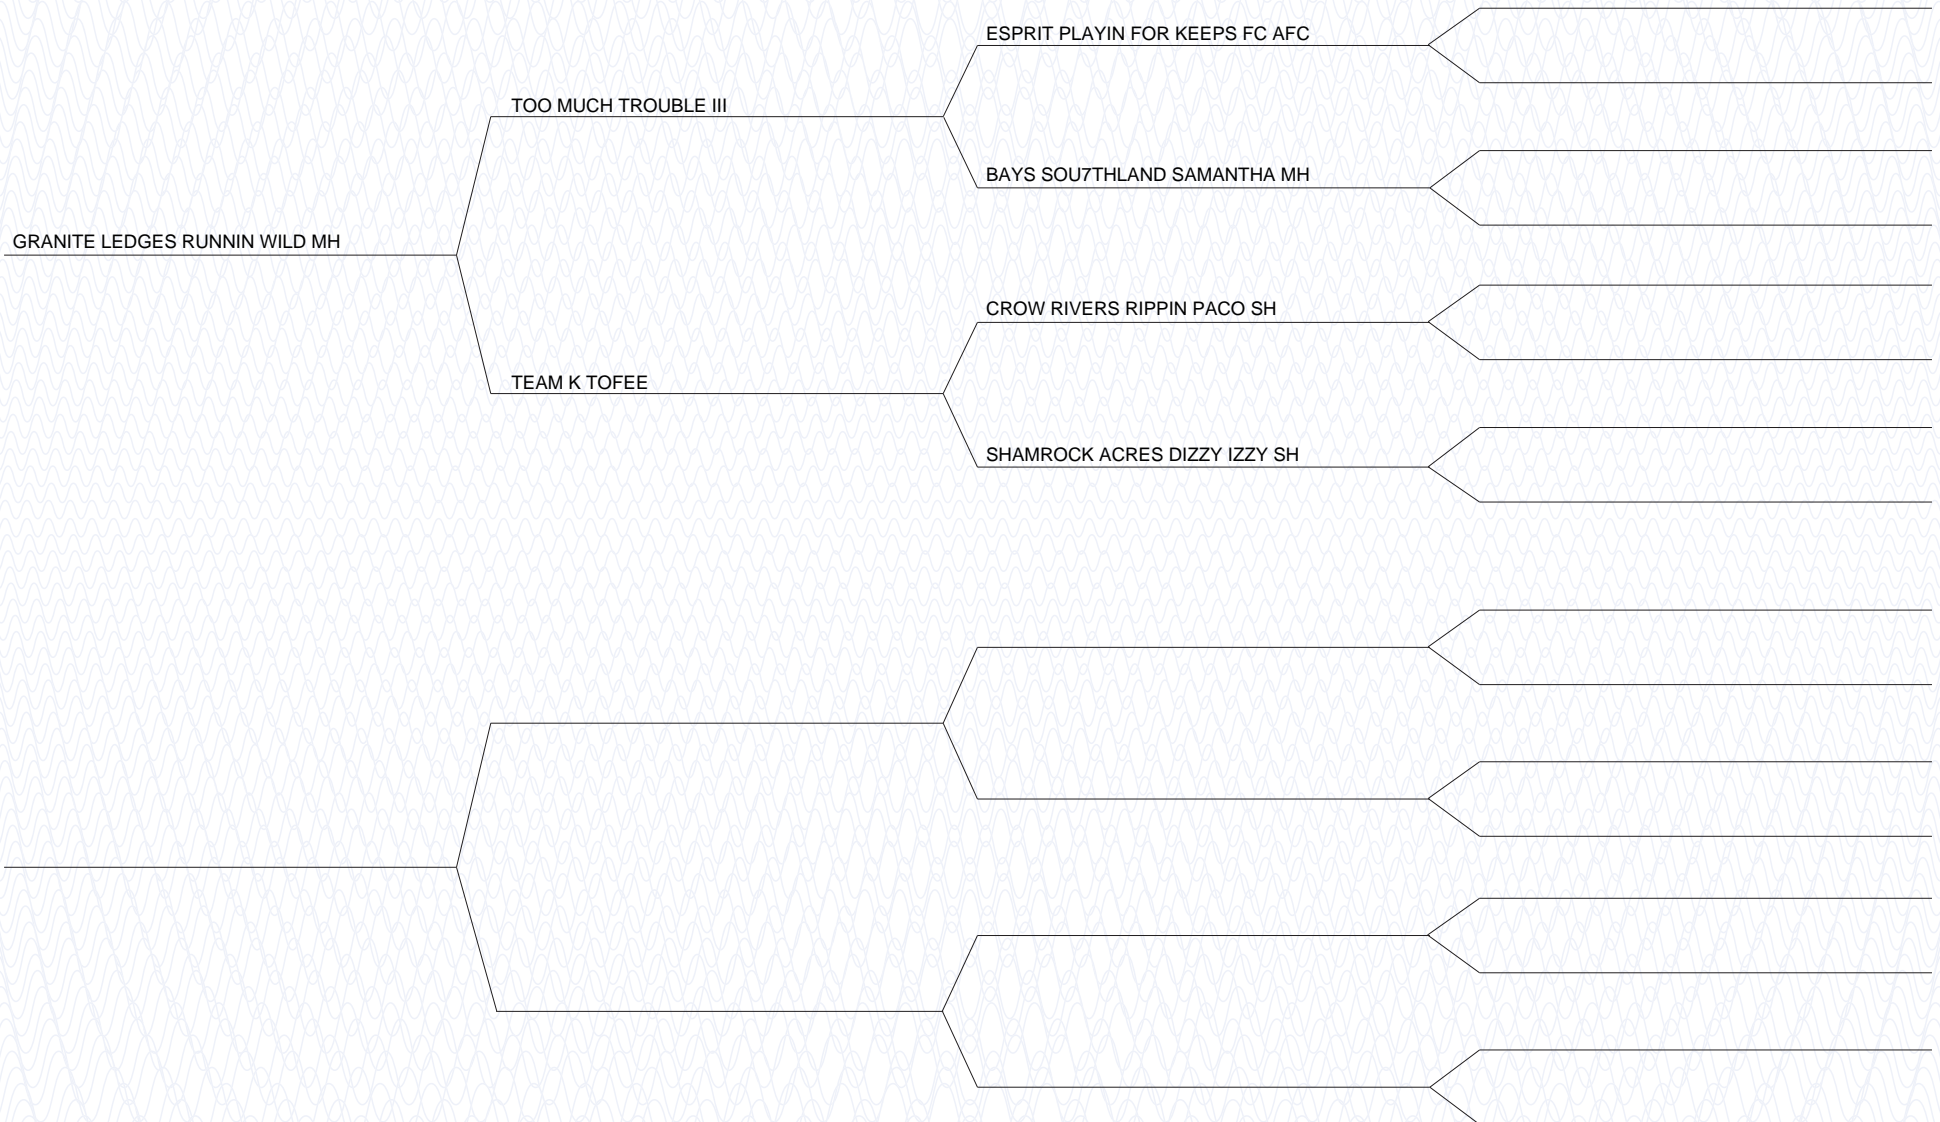 ESPRIT PLAYIN FOR KEEPS FC AFC
TOO MUCH TROUBLE III
BAYS SOU7THLAND SAMANTHA MH
GRANITE LEDGES RUNNIN WILD MH
CROW RIVERS RIPPIN PACO SH
TEAM K TOFEE
SHAMROCK ACRES DIZZY IZZY SH